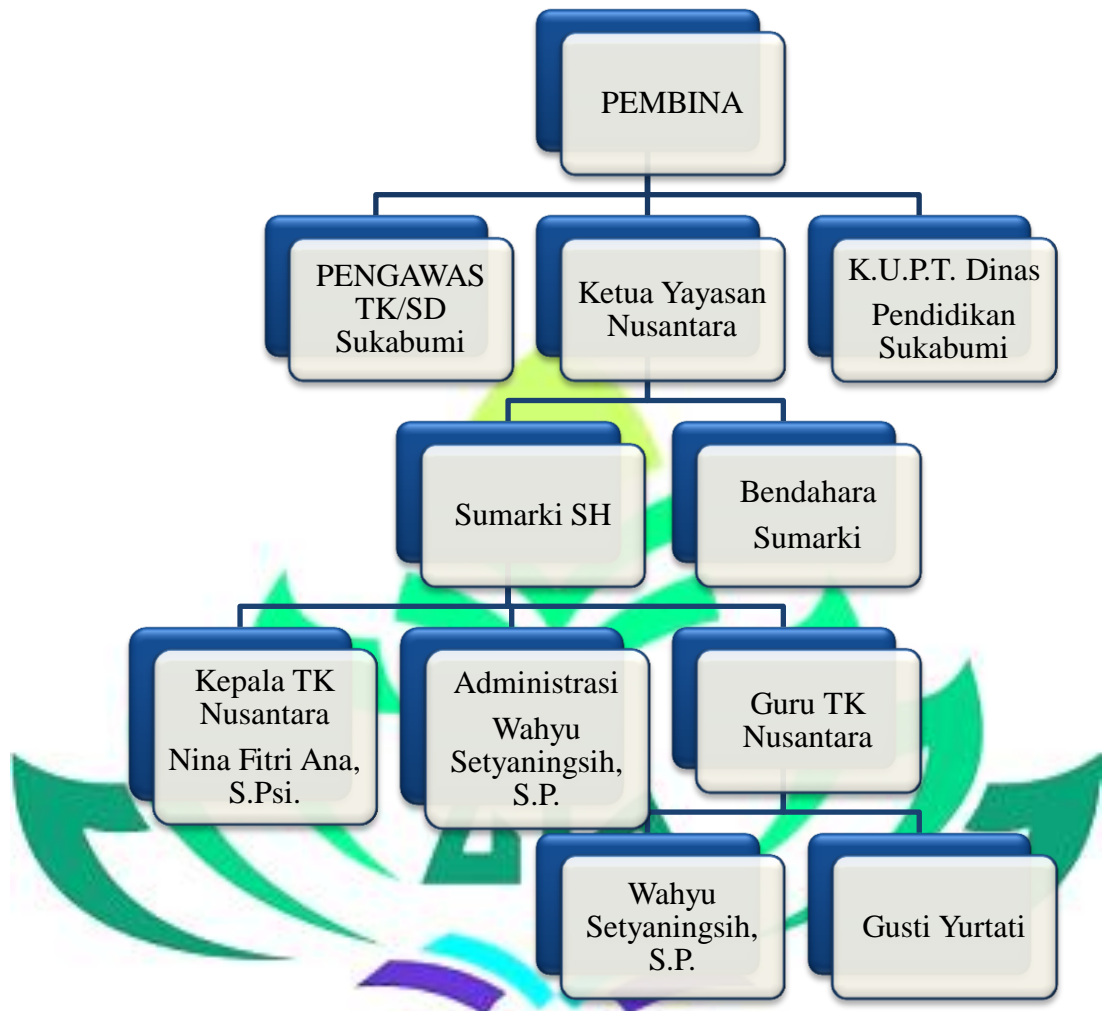 PEMBINA
PENGAWAS
TK/SD
Sukabumi
Ketua Yayasan
Nusantara
K.U.P.T. Dinas
Pendidikan
Sukabumi
Sumarki SH
Bendahara
Sumarki
Kepala TK
Nusantara
Nina Fitri Ana,
S.Psi.
Administrasi
Wahyu
Setyaningsih,
S.P.
Guru TK
Nusantara
Wahyu
Setyaningsih,
S.P.
Gusti Yurtati